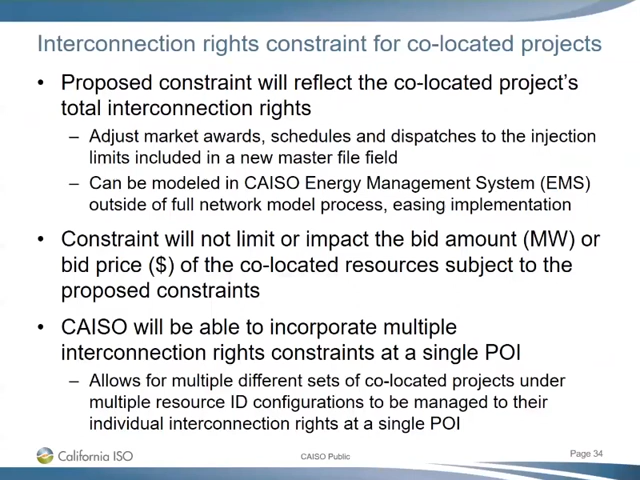 Interconnection rights constraint for co-located projects
• Proposed constraint will reflect the co-located project's
total interconnection rights
– Adjust market awards, schedules and dispatches to the injection
limits included in a new master file field
– Can be modeled in CAISO Energy Management System (EMS)
outside of full network model process, easing implementation
• Constraint will not limit or impact the bid amount (MW) or
bid price ($) of the co-located resources subject to the
proposed constraints
• CAISO will be able to incorporate multiple
interconnection rights constraints at a single POI
– Allows for multiple different sets of co-located projects under
multiple resource ID configurations to be managed to their
individual interconnection rights at a single POI
California ISO
CAISO Public
Page 34